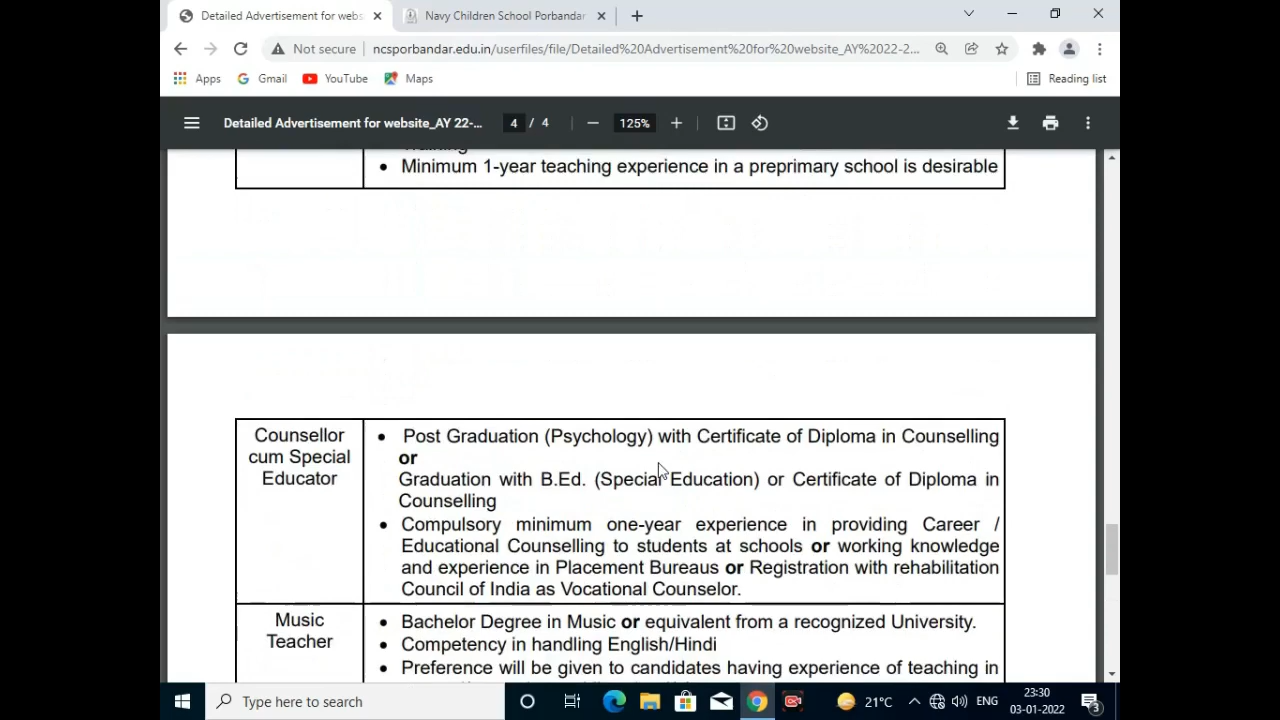 Detailed Advertisement for webs
Navy Children School Porbandar
Not secure
ncsporbandar.edu.in/userfiles/file/Detailed%20Advertisement%20for%20website_AY%2022-2...
Apps
Gmail
YouTube
Maps
Reading list
Detailed Advertisement for website_AY 22-...
4 / 4
125%
Training
• Minimum 1-year teaching experience in a preprimary school is desirable
Counsellor
cum Special
Educator
• Post Graduation (Psychology) with Certificate of Diploma in Counselling
or
Graduation with B.Ed. (Special Education) or Certificate of Diploma in
Counselling
• Compulsory minimum one-year experience in providing Career /
Educational Counselling to students at schools or working knowledge
and experience in Placement Bureaus or Registration with rehabilitation
Council of India as Vocational Counselor.
Music
Teacher
• Bachelor Degree in Music or equivalent from a recognized University.
• Competency in handling English/Hindi
• Preference will be given to candidates having experience of teaching in
Type here to search
21°C
ENG
23:30
03-01-2022
3